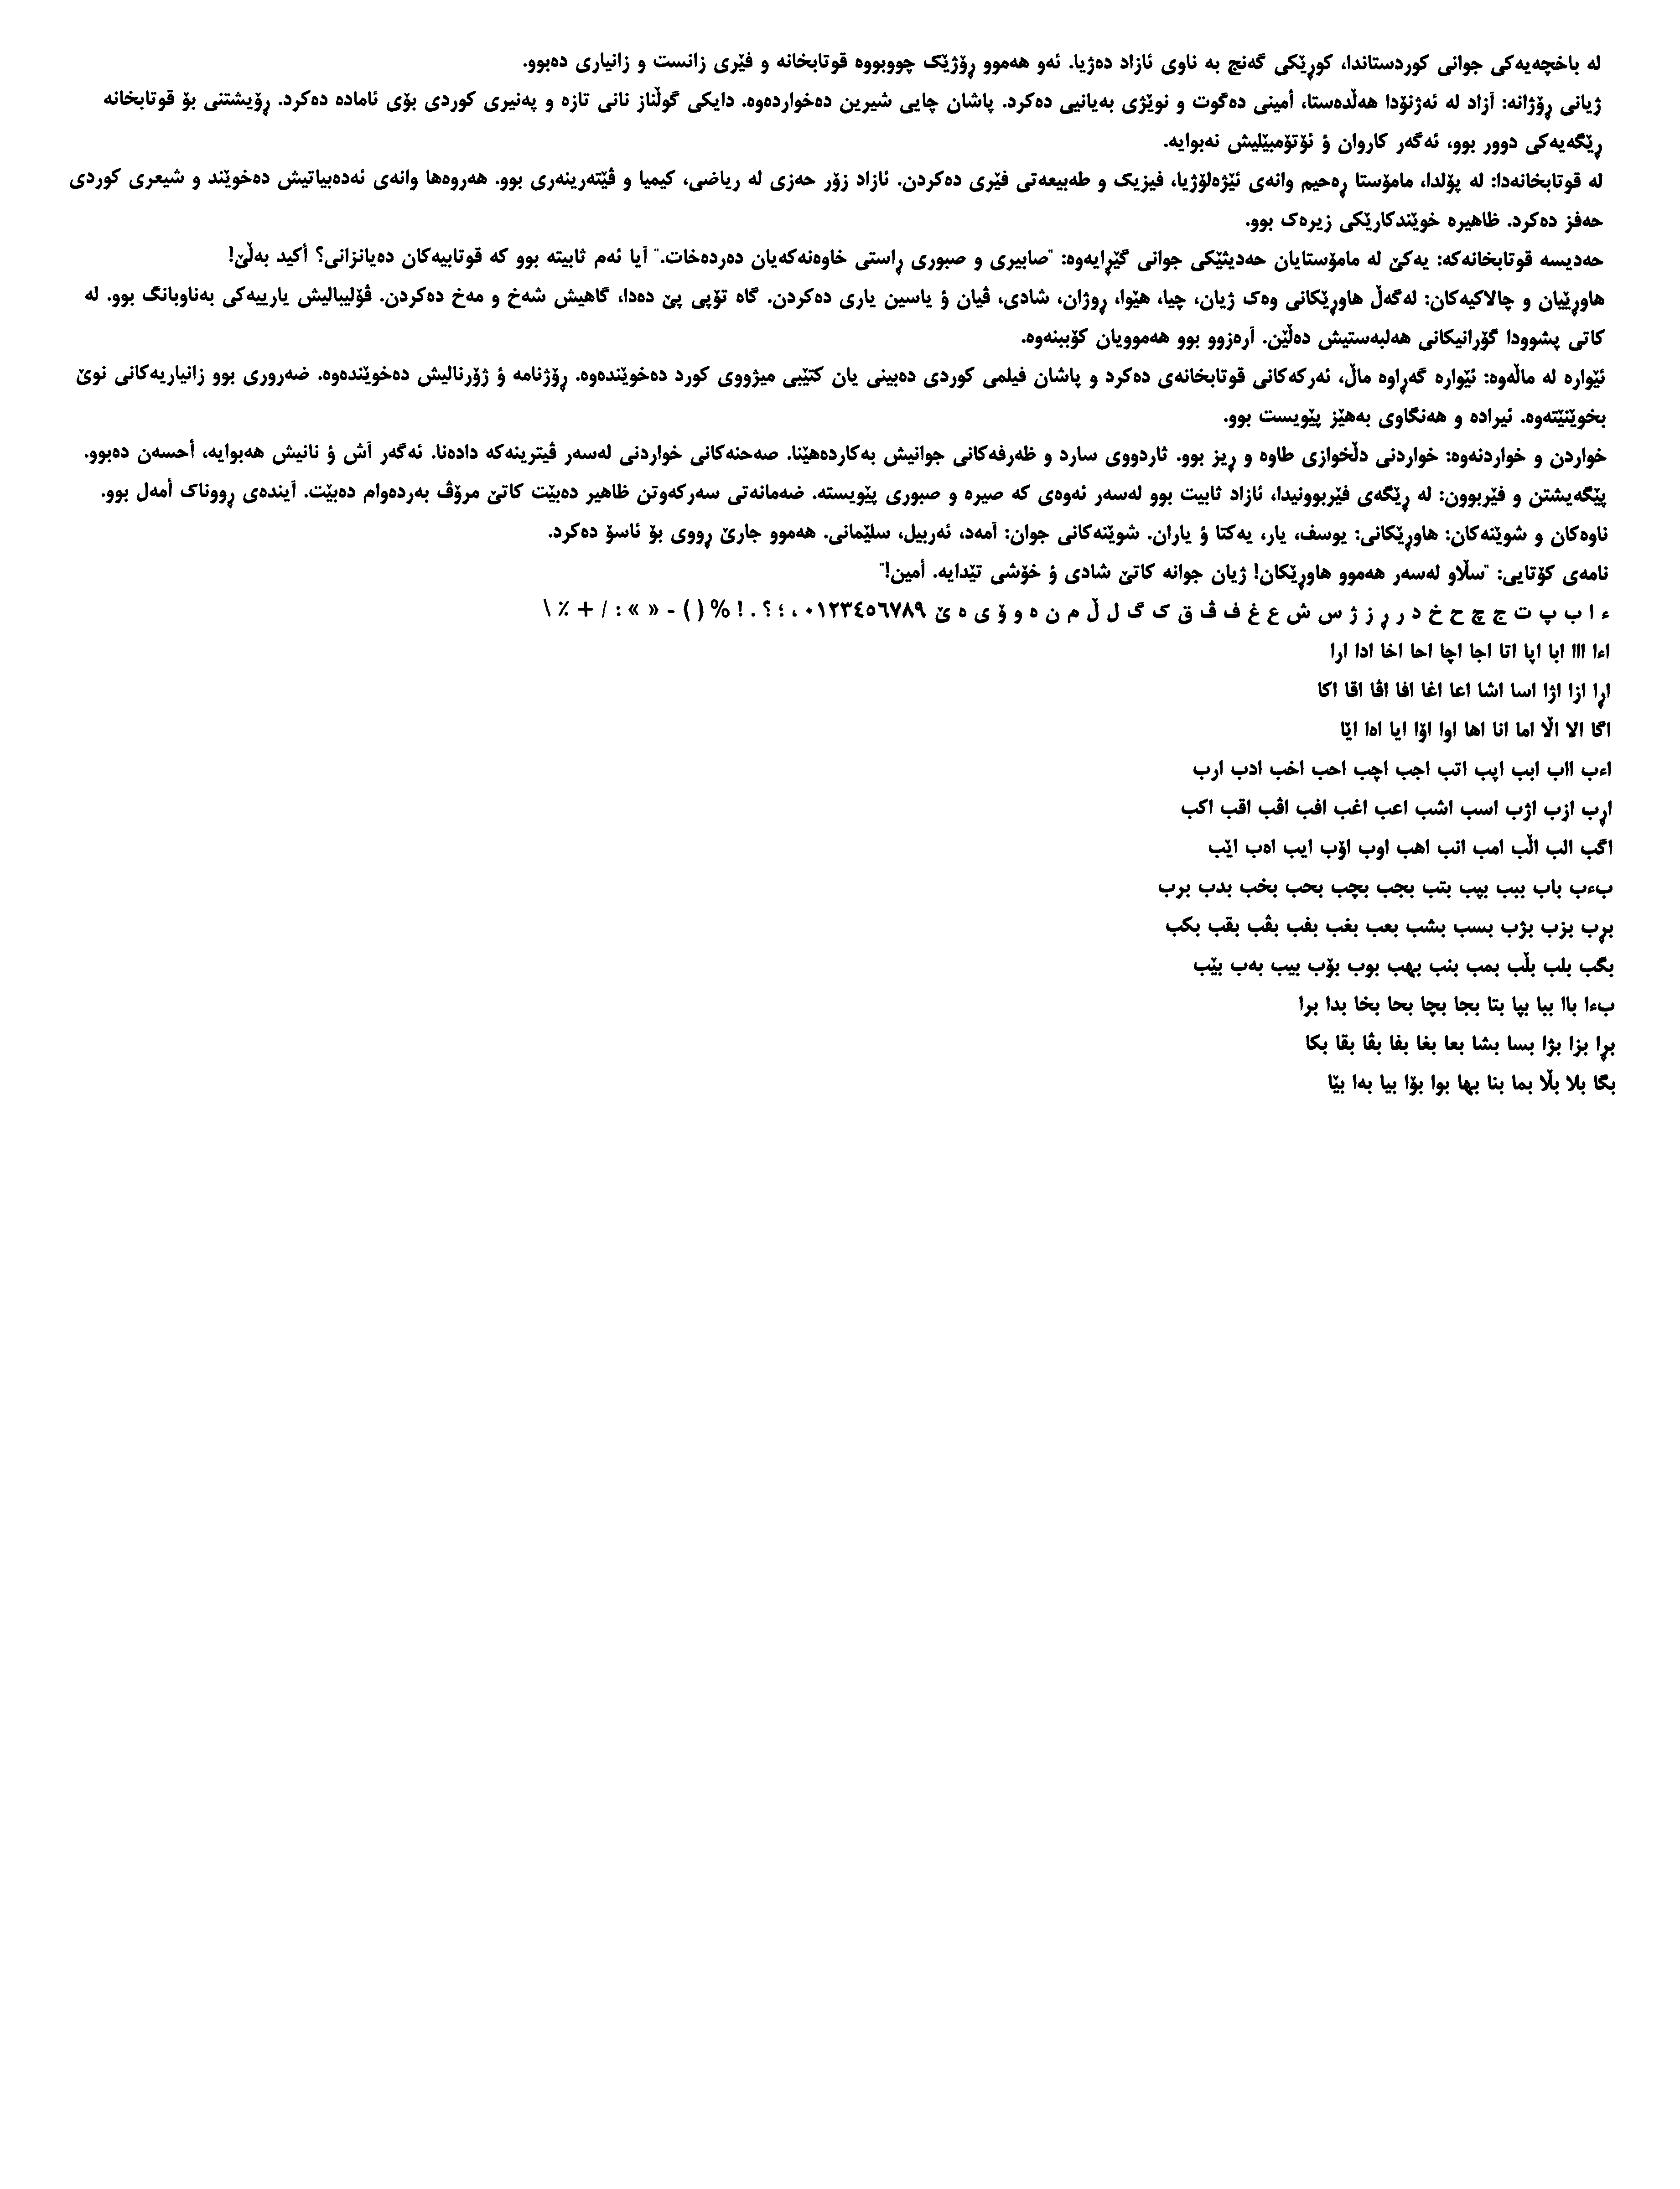 لە باخچەیەکی جوانی کوردستاندا، کوڕێکی گەنج بە ناوی ئازاد دەژیا. ئەو هەموو ڕۆژێک چووبووە قوتابخانە و فێری زانست و زانیاری دەبوو.
ژیانی ڕۆژانە: آزاد لە ئەژنۆدا هەڵدەستا، أمینی دەگوت و نوێژی بەیانیی دەکرد. پاشان چایی شیرین دەخواردەوە. دایکی گوڵناز نانی تازە و پەنیری کوردی بۆی ئامادە دەکرد. ڕۆیشتنی بۆ قوتابخانە
ڕێگەیەکی دوور بوو، ئەگەر کاروان ؤ ئۆتۆمبێلیش نەبوایە.
لە قوتابخانەدا: لە پۆلدا، مامۆستا ڕەحیم وانەی ئێژەلۆژیا، فیزیک و طەبیعەتی فێری دەکردن. ئازاد زۆر حەزی لە ریاضی، کیمیا و ڤێتەرینەری بوو. هەروەها وانەی ئەدەبیاتیش دەخوێند و شیعری کوردی
حەفز دەکرد. ظاهیرە خوێندکارێکی زیرەک بوو.
حەدیسە قوتابخانەکە: یەکێ لە مامۆستایان حەدیثێکی جوانی گێڕایەوە: "صابیری و صبوری ڕاستی خاوەنەکەیان دەردەخات." آیا ئەم ثابیتە بوو کە قوتابیەکان دەیانزانی؟ أکید بەڵێ!
هاوڕێیان و چالاکیەکان: لەگەڵ هاوڕێکانی وەک ژیان، چیا، هێوا، ڕوژان، شادی، ڤیان ؤ یاسین یاری دەکردن. گاە تۆپی پێ دەدا، گاهیش شەخ و مەخ دەکردن. ڤۆلیبالیش یارییەکی بەناوبانگ بوو. لە
کاتی پشوودا گۆرانیکانی هەلبەستیش دەڵێن. آرەزوو بوو هەموویان کۆببنەوە.
ئێوارە لە ماڵەوە: ئێوارە گەڕاوە ماڵ، ئەرکەکانی قوتابخانەی دەکرد و پاشان فیلمی کوردی دەبینی یان کتێبی میژووی کورد دەخوێندەوە. ڕۆژنامە ؤ ژۆرنالیش دەخوێندەوە. ضەروری بوو زانیاریەکانی نوێ
بخوێنێتەوە. ئیرادە و هەنگاوی بەهێز پێویست بوو.
خواردن و خواردنەوە: خواردنی دڵخوازی طاوە و ڕیز بوو. ئاردووی سارد و ظەرفەکانی جوانیش بەکاردەهێنا. صەحنەکانی خواردنی لەسەر ڤیترینەکە دادەنا. ئەگەر آش ؤ نانیش هەبوایە، أحسەن دەبوو.
پێگەیشتن و فێربوون: لە ڕێگەی فێربوونیدا، ئازاد ثابیت بوو لەسەر ئەوەی کە صیرە و صبوری پێویستە. ضەمانەتی سەرکەوتن ظاهیر دەبێت کاتێ مرۆڤ بەردەوام دەبێت. آیندەی ڕووناک أمەل بوو.
ناوەکان و شوێنەکان: هاوڕێکانی: یوسف، یار، یەکتا ؤ یاران. شوێنەکانی جوان: آمەد، ئەربیل، سلێمانی. هەموو جارێ ڕووی بۆ ئاسۆ دەکرد.
نامەی کۆتایی: "سڵاو لەسەر هەموو هاوڕێکان! ژیان جوانە کاتێ شادی ؤ خۆشی تێدایە. أمین!"
ء ا ب پ ت ج چ ح خ د ر ڕ ز ژ س ش ع غ ف ڤ ق ک گ ل ڵ م ن ه و ۆ ی ە ێ ٠١٢٣٤٥٦٧٨٩ ، ؛ ؟ . ! % ( ) - « » : / + ٪ \
اءا ااا ابا اپا اتا اجا اچا احا اخا ادا ارا
اڕا ازا اژا اسا اشا اعا اغا افا اڤا اقا اکا
اگا الا اڵا اما انا اها اوا اۆا ایا اەا اێا
اءب ااب ابب اپب اتب اجب اچب احب اخب ادب ارب
اڕب ازب اژب اسب اشب اعب اغب افب اڤب اقب اکب
اگب الب اڵب امب انب اهب اوب اۆب ایب اەب اێب
بءب باب ببب بپب بتب بجب بچب بحب بخب بدب برب
بڕب بزب بژب بسب بشب بعب بغب بفب بڤب بقب بکب
بگب بلب بڵب بمب بنب بهب بوب بۆب بیب بەب بێب
بءا باا ببا بپا بتا بجا بچا بحا بخا بدا برا
بڕا بزا بژا بسا بشا بعا بغا بفا بڤا بقا بکا
بگا بلا بڵا بما بنا بها بوا بۆا بیا بەا بێا